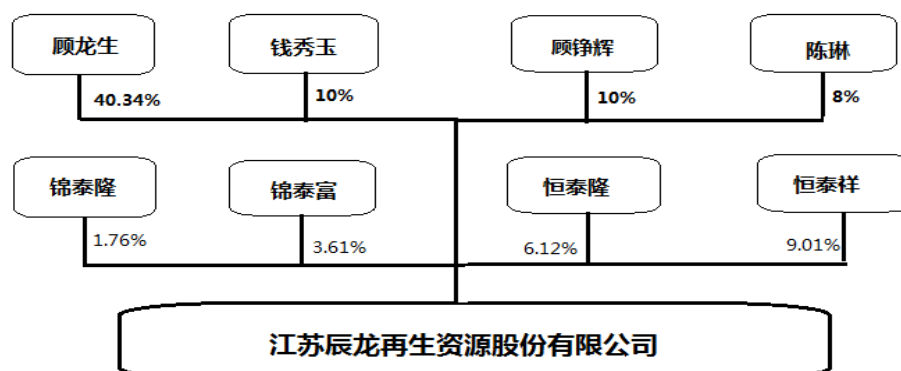 顾龙生
钱秀玉
顾铮辉
陈琳
40.34%
10%
10%
8%
锦泰隆
锦泰富
恒泰隆
恒泰祥
1.76%
3.61%
6.12%
9.01%
江苏辰龙再生资源股份有限公司